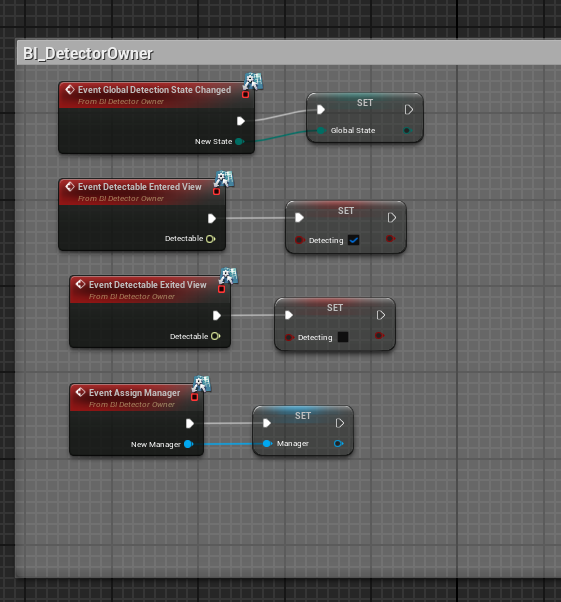 BI_DetectorOwner
Event Global Detection State Changed
From BI Detector Owner
New State
SET
Global State
Event Detectable Entered View
From BI Detector Owner
Detectable
SET
Detecting
Event Detectable Exited View
From BI Detector Owner
Detectable
SET
Detecting
Event Assign Manager
From BI Detector Owner
New Manager
SET
Manager